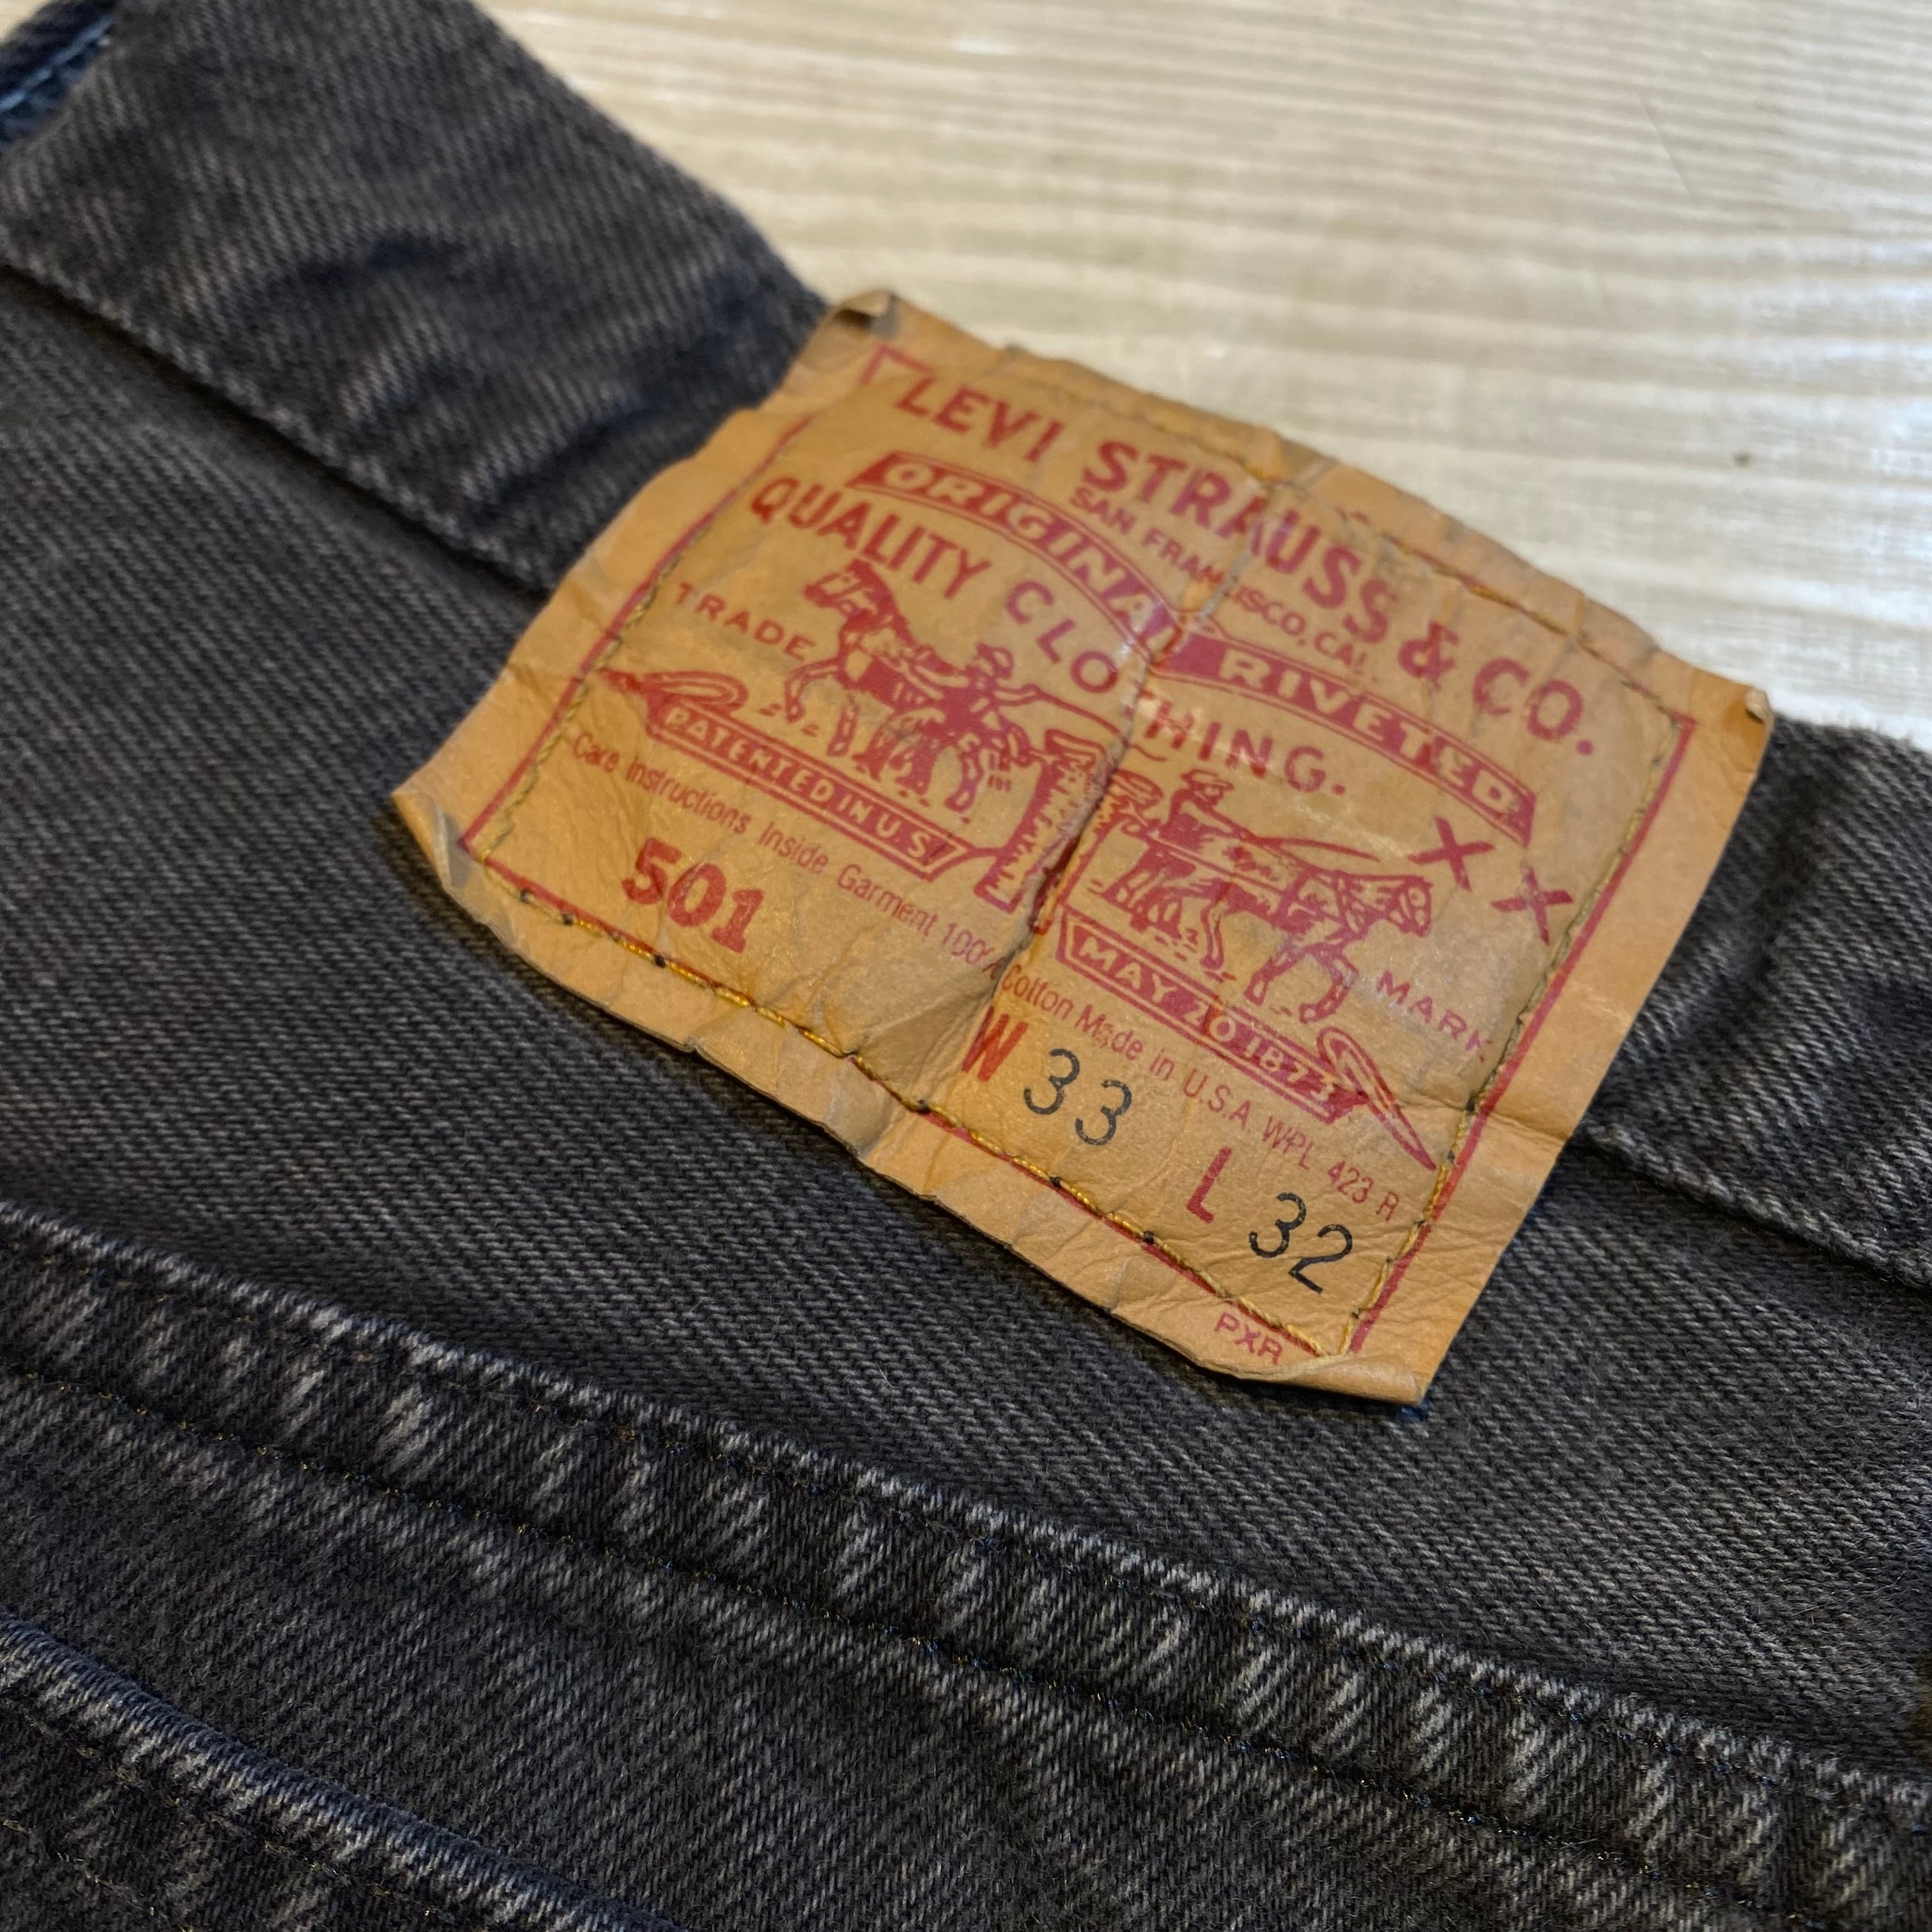 LEVI STRAUSS & CO.
SAN FRANCISCO, CAL.
ORIGINAL RIVETED
QUALITY CLOTHING.
TRADE MARK
X X
PATENTED IN U.S. MAY 20 1873
Care Instructions Inside Garment 100% Cotton Made in U.S.A. WPL 423 R
501 W 33 L 32
PXR